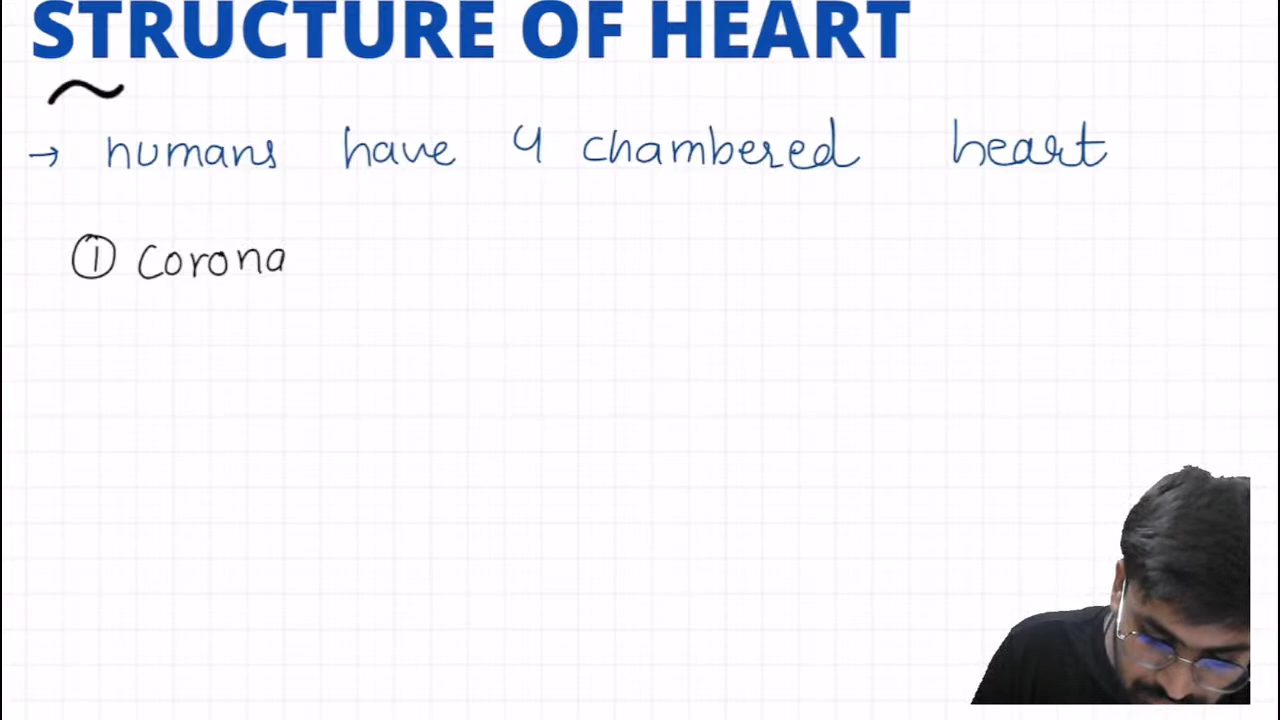 STRUCTURE OF HEART
→ humans have 4 chambered heart
① Corona